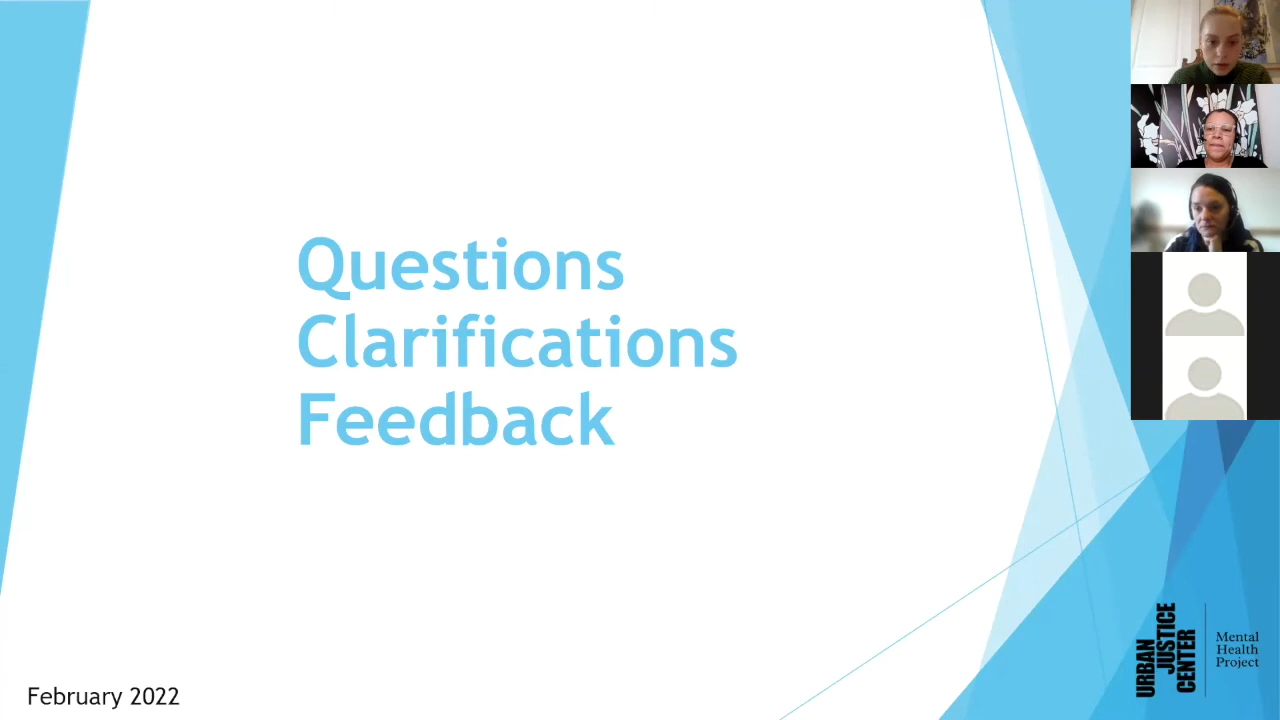 Questions
Clarifications
Feedback
February 2022
URBAN
JUSTICE
CENTER
Mental
Health
Project